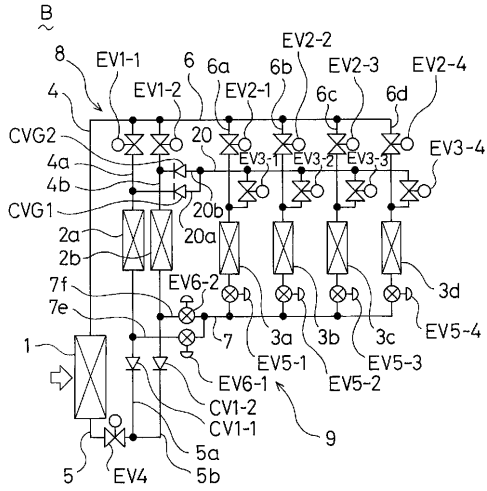 B
8
EV1-1
EV1-2
6
6a
EV2-1
EV2-2
6b
EV2-3
6c
6d
EV2-4
4
CVG2
4a
4b
CVG1
20
20b
20a
EV3-1
EV3-2
EV3-3
EV3-4
2a
2b
7f
7e
EV6-2
7
3a
3b
3c
3d
1
EV5-1
EV5-2
EV5-3
EV5-4
EV6-1
CV1-2
CV1-1
5
EV4
5a
5b
9